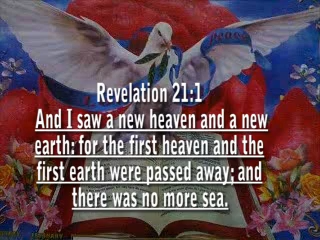 peace
Revelation 21:1
And I saw a new heaven and a new
earth: for the first heaven and the
first earth were passed away; and
there was no more sea.